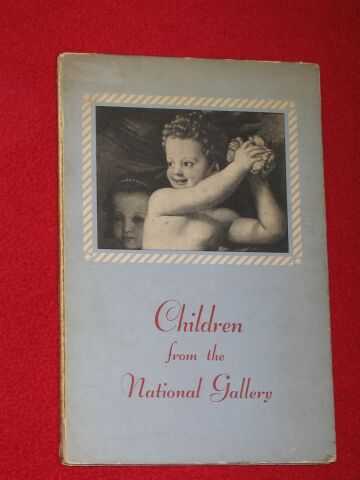 Children
from the
National Gallery